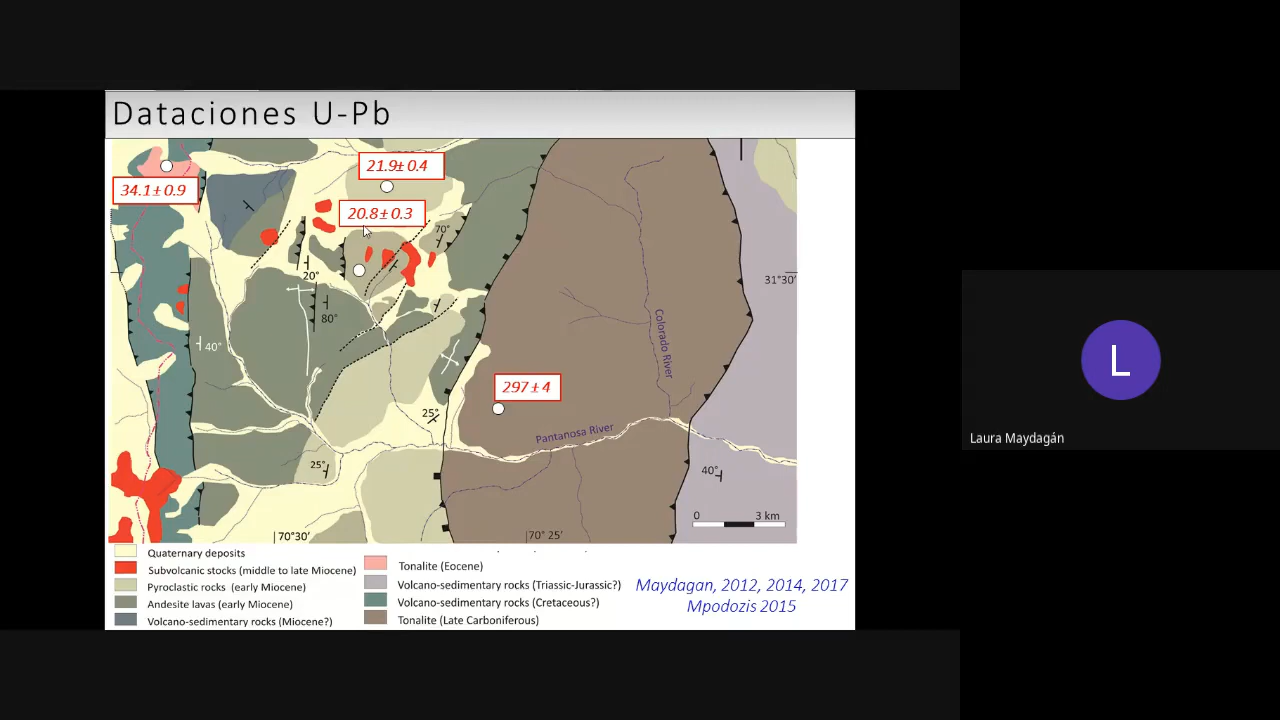 Dataciones U-Pb
21.9± 0.4
34.1 ± 0.9
20.8 ± 0.3
70°
20°
31°30'
80°
40°
Colorado River
297 ± 4
25°
Pantanosa River
25°
40°
0 3 km
70°30'
70° 25'
Quaternary deposits
Subvolcanic stocks (middle to late Miocene)
Pyroclastic rocks (early Miocene)
Andesite lavas (early Miocene)
Volcano-sedimentary rocks (Miocene?)
Tonalite (Eocene)
Volcano-sedimentary rocks (Triassic-Jurassic?)
Volcano-sedimentary rocks (Cretaceous?)
Tonalite (Late Carboniferous)
Maydagan, 2012, 2014, 2017
Mpodozis 2015
L
Laura Maydagán